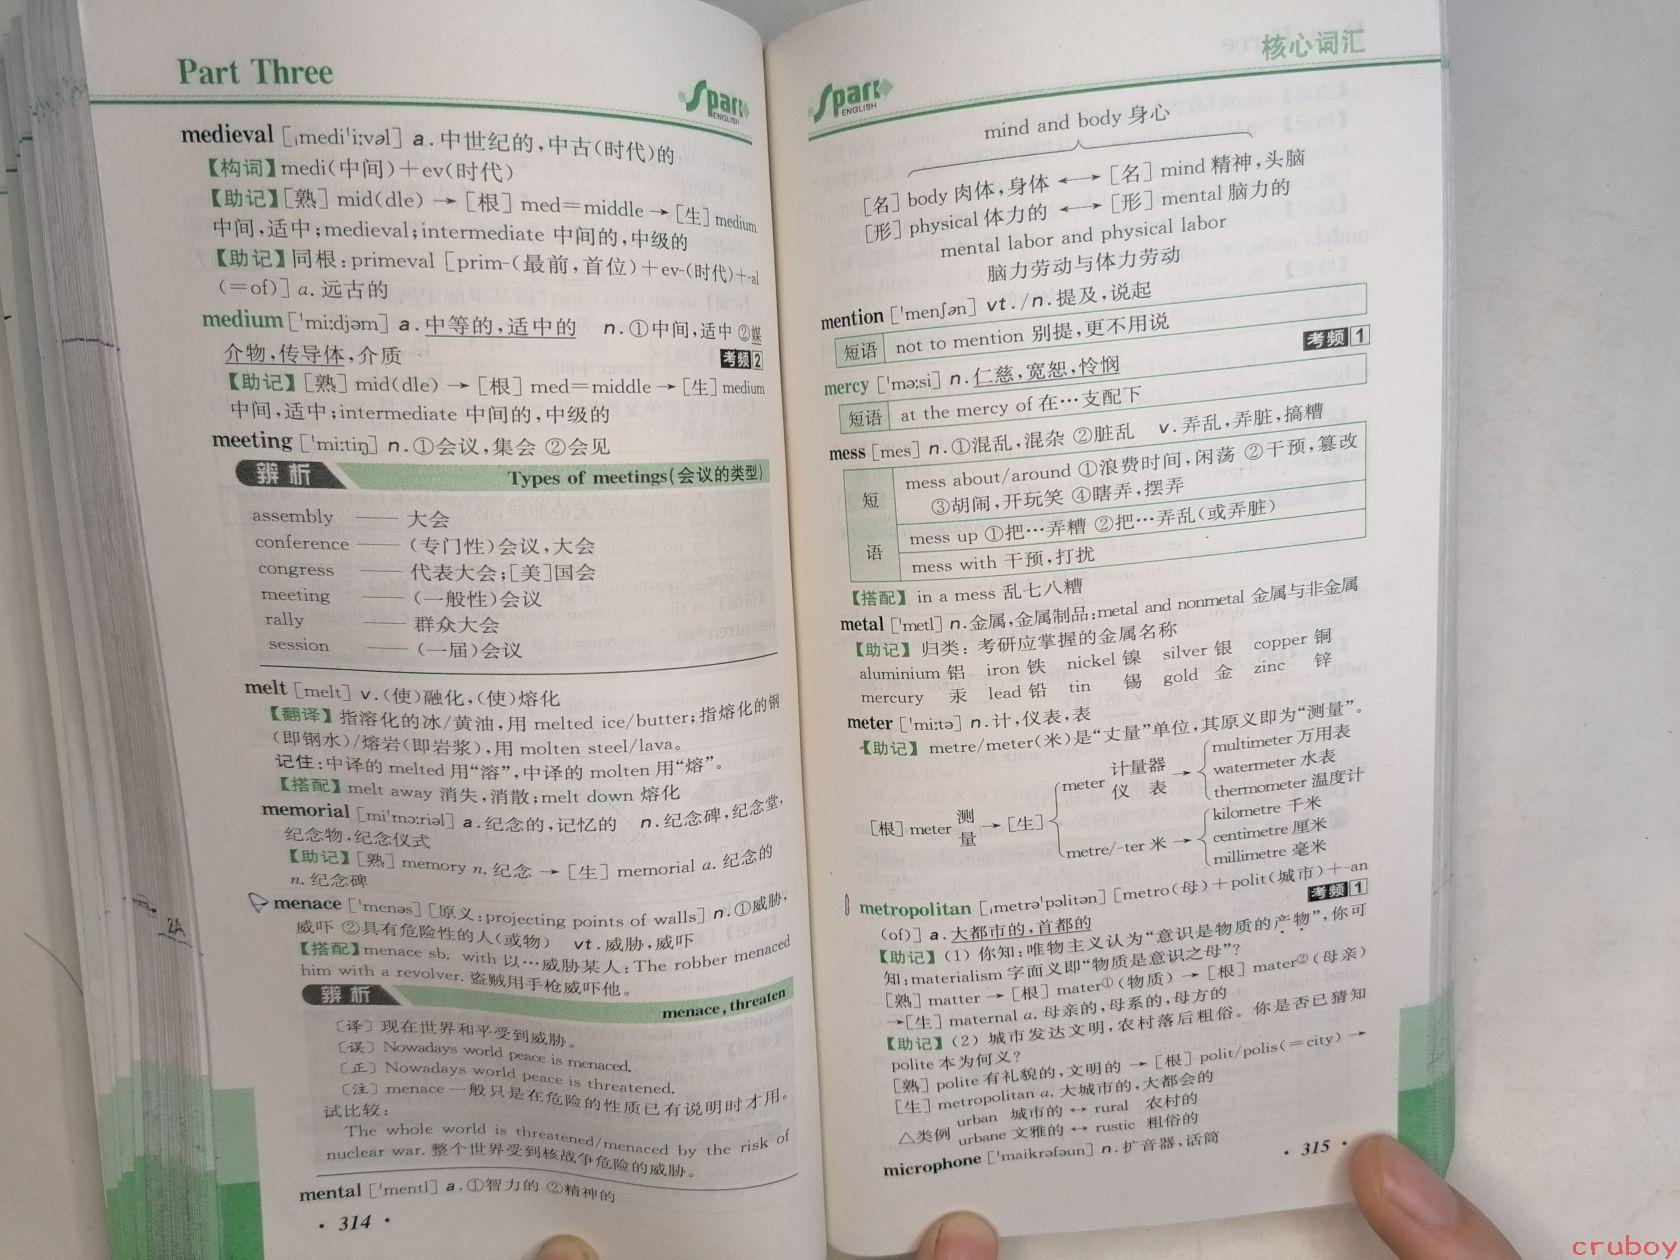 Part Three
Spark
ENGLISH
medieval [ˌmediˈiːvəl] a. 中世纪的,中古(时代)的
【构词】medi(中间)+ev(时代)
【助记】[熟] mid(dle) → [根] med=middle → [生] medium
中间,适中;medieval;intermediate 中间的,中级的
【助记】同根:primeval [prim-(最前,首位)+ev-(时代)+-al
(=of)] a. 远古的
medium [ˈmiːdjəm] a. 中等的,适中的 n. ①中间,适中 ②媒
介物,传导体,介质 考频 2
【助记】[熟] mid(dle) → [根] med=middle → [生] medium
中间,适中;intermediate 中间的,中级的
meeting [ˈmiːtiŋ] n. ①会议,集会 ②会见
辨析 Types of meetings(会议的类型)
assembly —— 大会
conference —— (专门性)会议,大会
congress —— 代表大会;[美]国会
meeting —— (一般性)会议
rally —— 群众大会
session —— (一届)会议
melt [melt] v. (使)融化,(使)熔化
【翻译】指溶化的冰/黄油,用 melted ice/butter;指熔化的钢
(即钢水)/熔岩(即岩浆),用 molten steel/lava。
记住:中译的 melted 用“溶”,中译的 molten 用“熔”。
【搭配】melt away 消失,消散;melt down 熔化
memorial [miˈmɔːriəl] a. 纪念的,记忆的 n. 纪念碑,纪念堂,
纪念物,纪念仪式
【助记】[熟] memory n. 纪念 → [生] memorial a. 纪念的
n. 纪念碑
menace [ˈmenəs] [原义:projecting points of walls] n. ①威胁,
威吓 ②具有危险性的人(或物) vt. 威胁,威吓
【搭配】menace sb. with 以…威胁某人:The robber menaced
him with a revolver. 盗贼用手枪威吓他。
辨析 menace, threaten
〔译〕现在世界和平受到威胁。
〔误〕Nowadays world peace is menaced.
〔正〕Nowadays world peace is threatened.
〔注〕menace 一般只是在危险的性质已有说明时才用。
试比较:
The whole world is threatened/menaced by the risk of
nuclear war. 整个世界受到核战争危险的威胁。
mental [ˈmentl] a. ①智力的 ②精神的
· 314 ·
2A
核心词汇
Spark
ENGLISH
mind and body 身心
[名] body 肉体,身体 ←→ [名] mind 精神,头脑
[形] physical 体力的 ←→ [形] mental 脑力的
mental labor and physical labor
脑力劳动与体力劳动
mention [ˈmenʃən] vt./n. 提及,说起
短语 not to mention 别提,更不用说
考频 1
mercy [ˈməːsi] n. 仁慈,宽恕,怜悯
短语 at the mercy of 在…支配下
mess [mes] n. ①混乱,混杂 ②脏乱 v. 弄乱,弄脏,搞糟
短语 mess about/around ①浪费时间,闲荡 ②干预,篡改
③胡闹,开玩笑 ④瞎弄,摆弄
mess up ①把…弄糟 ②把…弄乱(或弄脏)
mess with 干预,打扰
【搭配】in a mess 乱七八糟
metal [ˈmetl] n. 金属,金属制品:metal and nonmetal 金属与非金属
【助记】归类: 考研应掌握的金属名称
aluminium 铝 iron 铁 nickel 镍 silver 银 copper 铜
mercury 汞 lead 铅 tin 锡 gold 金 zinc 锌
meter [ˈmiːtə] n. 计,仪表,表
【助记】metre/meter(米)是“丈量”单位,其原义即为“测量”。
[根] meter 测量 → [生]
meter 计量器 仪表 →
multimeter 万用表
watermeter 水表
thermometer 温度计
metre/-ter 米 →
kilometre 千米
centimetre 厘米
millimetre 毫米
metropolitan [ˌmetrəˈpɔlitən] [metro(母)+polit(城市)+-an
(of)] a. 大都市的,首都的 考频 1
【助记】(1) 你知:唯物主义认为“意识是物质的产物”,你可
知:materialism 字面义即“物质是意识之母”?
[熟] matter → [根] mater①(物质) → [根] mater②(母亲)
→[生] maternal a. 母亲的,母系的,母方的
【助记】(2) 城市发达文明,农村落后粗俗。你是否已猜知
polite 本为何义?
[熟] polite 有礼貌的,文明的 → [根] polit/polis(=city) →
[生] metropolitan a. 大城市的,大都会的
△类例 urban 城市的 ↔ rural 农村的
urbane 文雅的 ↔ rustic 粗俗的
microphone [ˈmaikrəfəun] n. 扩音器,话筒
· 315 ·
cruboy